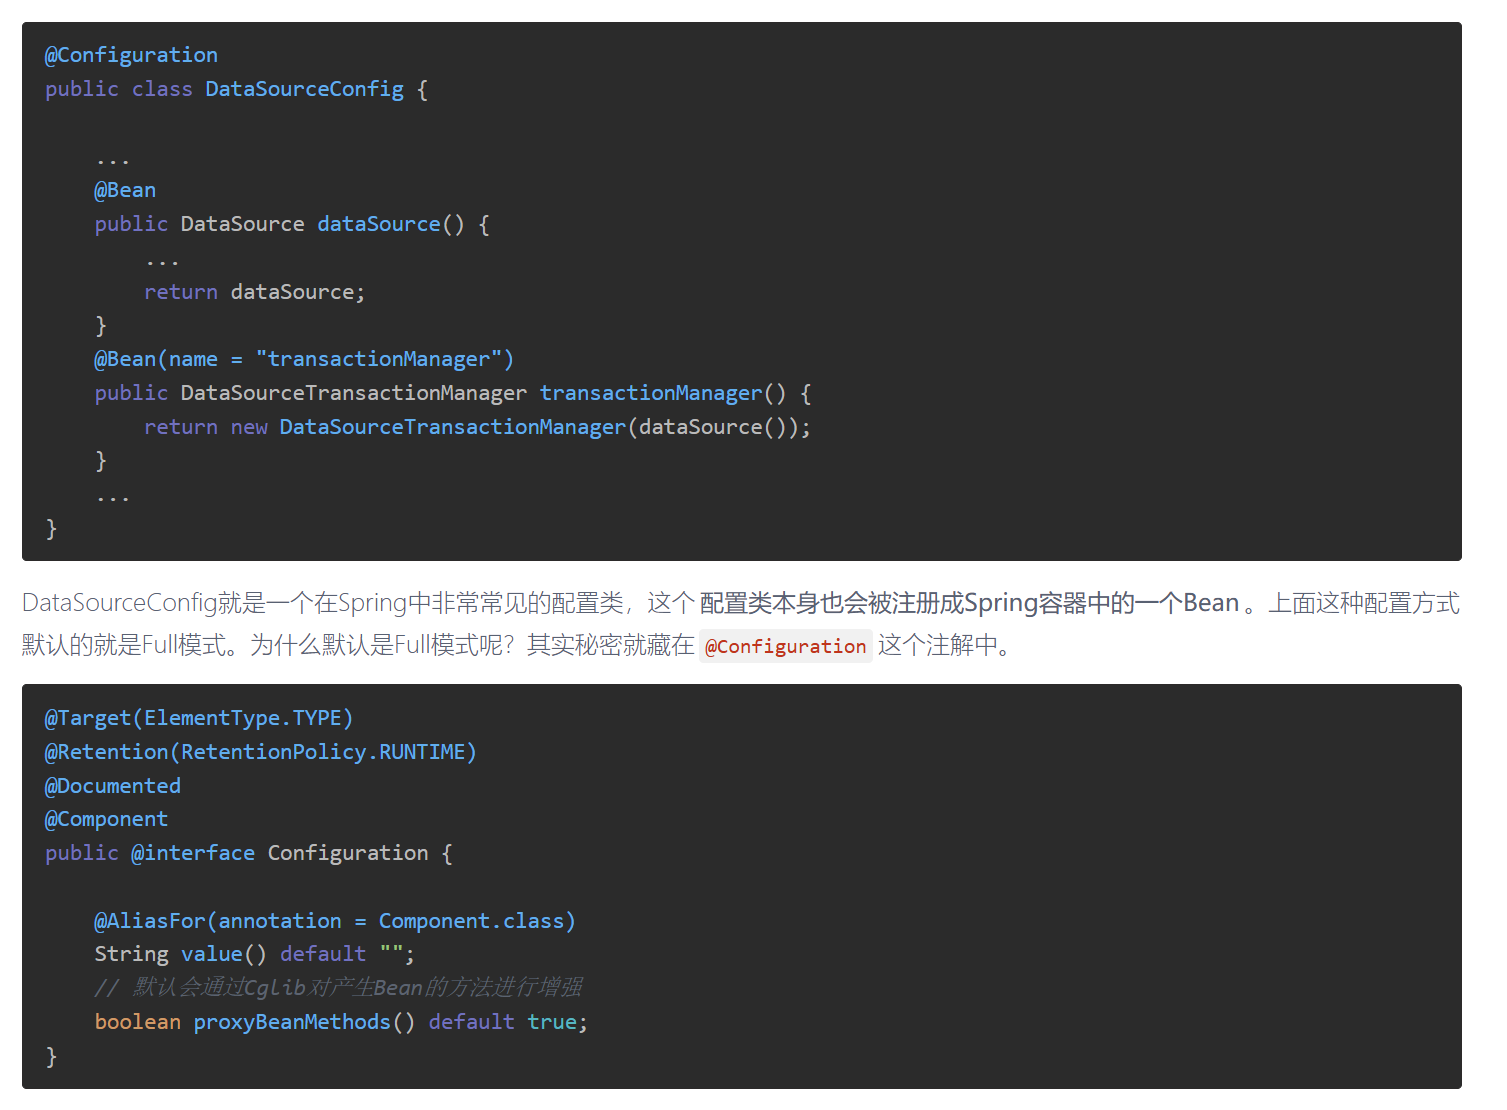 @Configuration
public class DataSourceConfig {
...
@Bean
public DataSource dataSource() {
...
return dataSource;
}
@Bean(name = "transactionManager")
public DataSourceTransactionManager transactionManager() {
return new DataSourceTransactionManager(dataSource());
}
...
}
DataSourceConfig就是一个在Spring中非常常见的配置类，这个 配置类本身也会被注册成Spring容器中的一个Bean 。上面这种配置方式
默认的就是Full模式。为什么默认是Full模式呢？其实秘密就藏在 @Configuration 这个注解中。
@Target(ElementType.TYPE)
@Retention(RetentionPolicy.RUNTIME)
@Documented
@Component
public @interface Configuration {
@AliasFor(annotation = Component.class)
String value() default "";
// 默认会通过Cglib对产生Bean的方法进行增强
boolean proxyBeanMethods() default true;
}